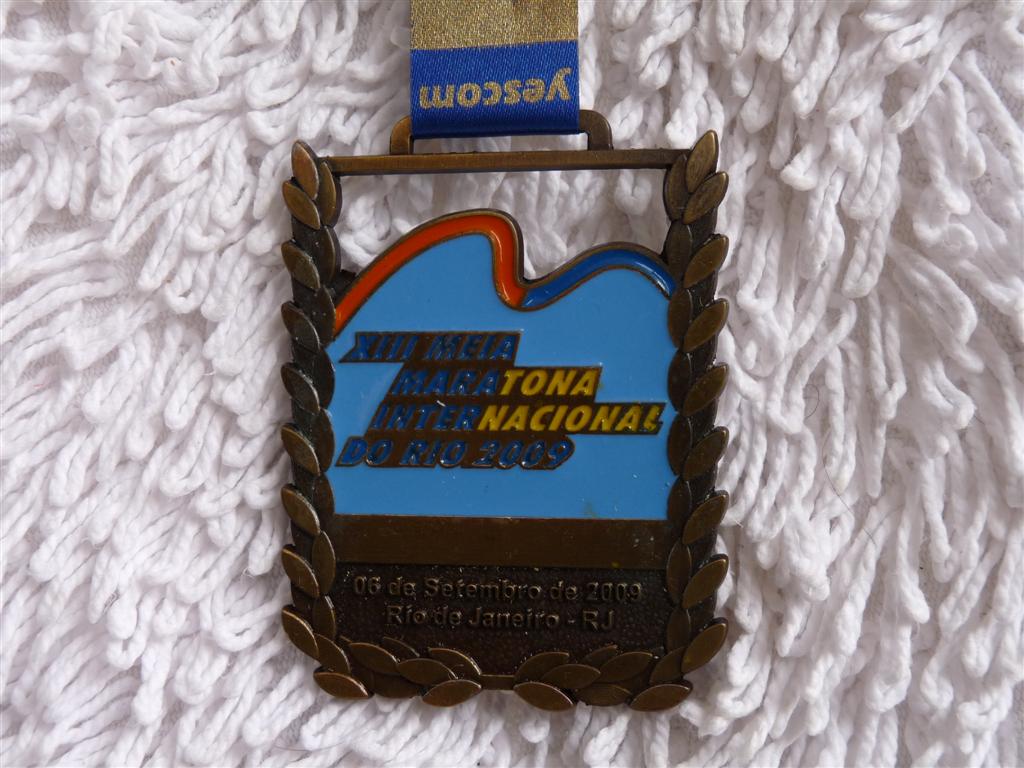 yescom
XIII MEIA
MARATONA
INTERNACIONAL
DO RIO 2009
06 de Setembro de 2009
Rio de Janeiro - RJ